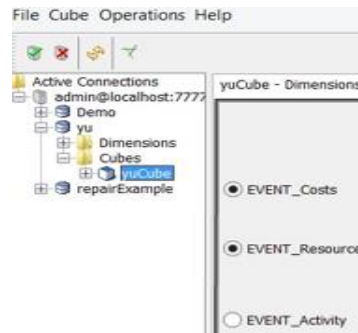 File Cube Operations Help
Active Connections
admin@localhost:7777
Demo
yu
Dimensions
Cubes
yuCube
repairExample
yuCube - Dimensions
EVENT_Costs
EVENT_Resource
EVENT_Activity